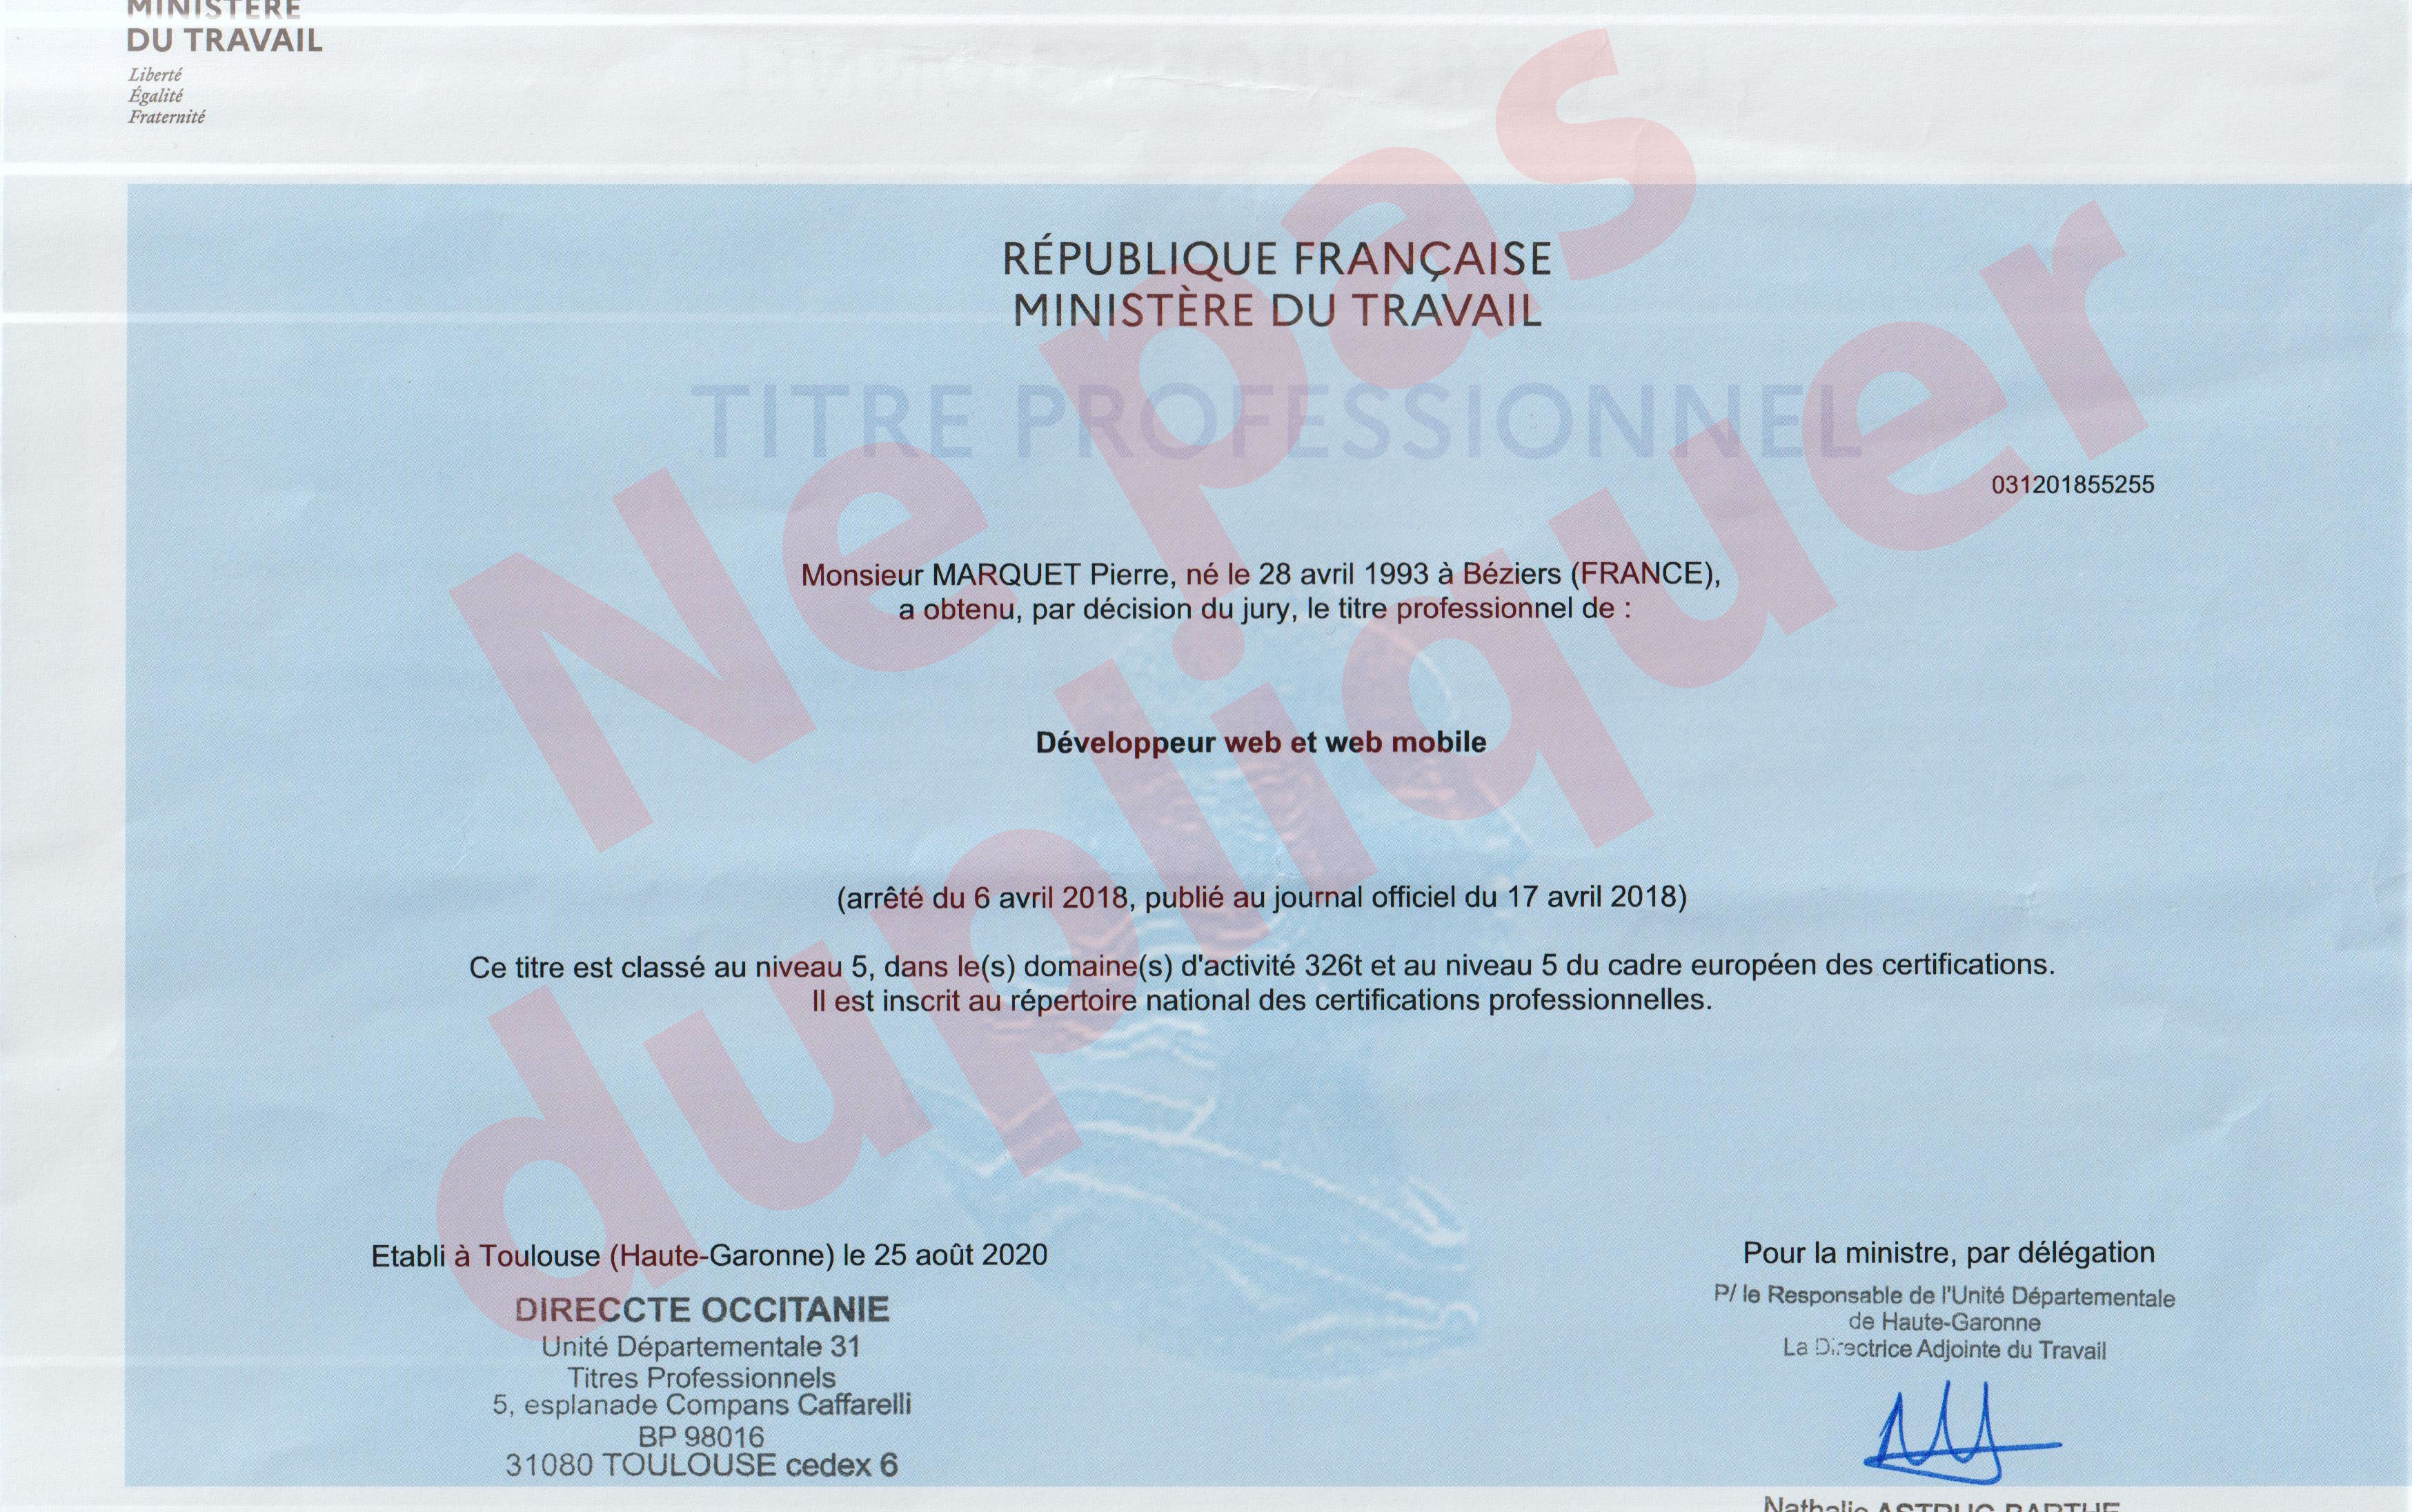 MINISTÈRE
DU TRAVAIL
Liberté
Égalité
Fraternité
RÉPUBLIQUE FRANÇAISE
MINISTÈRE DU TRAVAIL
TITRE PROFESSIONNEL
031201855255
Monsieur MARQUET Pierre, né le 28 avril 1993 à Béziers (FRANCE),
a obtenu, par décision du jury, le titre professionnel de :
Développeur web et web mobile
(arrêté du 6 avril 2018, publié au journal officiel du 17 avril 2018)
Ce titre est classé au niveau 5, dans le(s) domaine(s) d'activité 326t et au niveau 5 du cadre européen des certifications.
Il est inscrit au répertoire national des certifications professionnelles.
Etabli à Toulouse (Haute-Garonne) le 25 août 2020
DIRECCTE OCCITANIE
Unité Départementale 31
Titres Professionnels
5, esplanade Compans Caffarelli
BP 98016
31080 TOULOUSE cedex 6
Pour la ministre, par délégation
P/ le Responsable de l'Unité Départementale
de Haute-Garonne
La Directrice Adjointe du Travail
Nathalie ASTRUC BARTHE
Ne pas
dupliquer